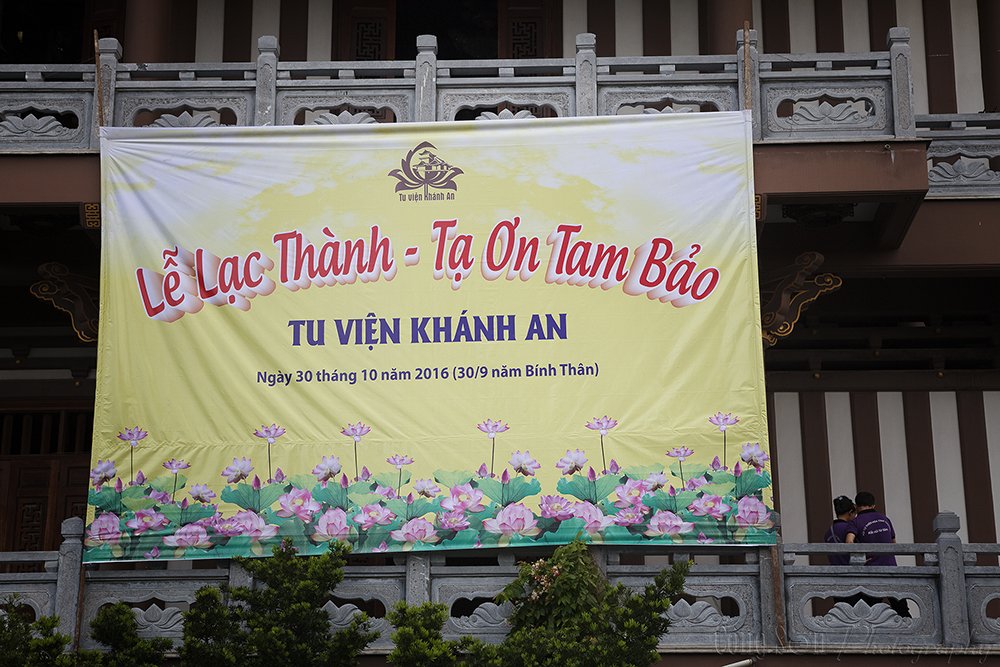 Tu viện Khánh An
Lễ Lạc Thành - Tạ Ơn Tam Bảo
TU VIỆN KHÁNH AN
Ngày 30 tháng 10 năm 2016 (30/9 năm Bính Thân)
Photography